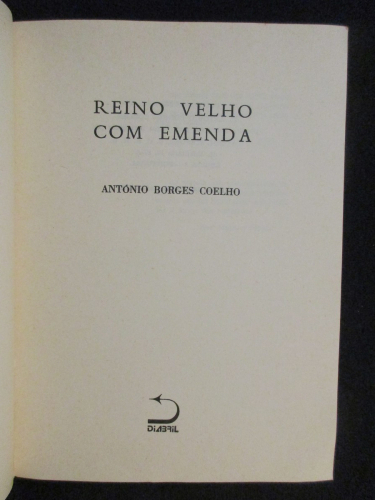 REINO VELHO
COM EMENDA
ANTÓNIO BORGES COELHO
DIABRIL